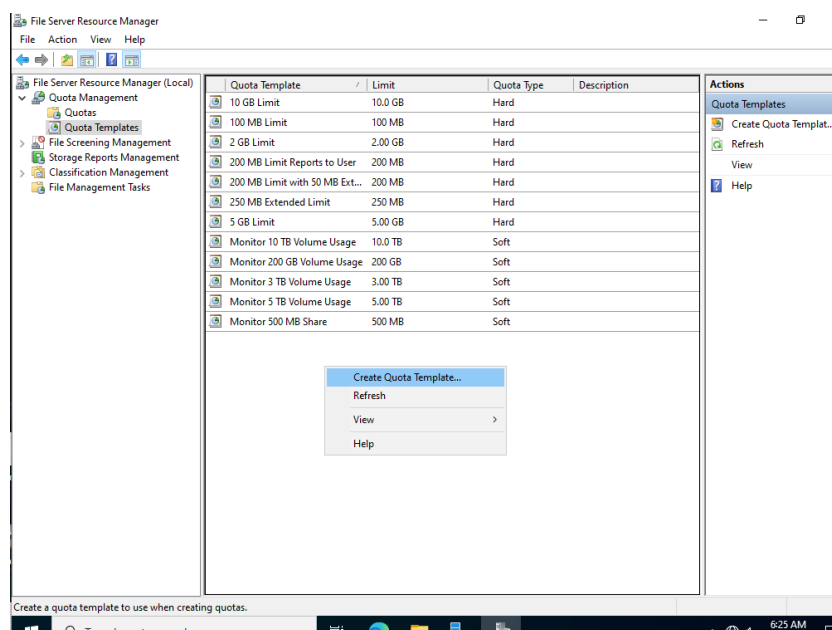 File Server Resource Manager
File Action View Help
File Server Resource Manager (Local)
Quota Management
Quotas
Quota Templates
File Screening Management
Storage Reports Management
Classification Management
File Management Tasks
Quota Template Limit Quota Type Description
10 GB Limit 10.0 GB Hard
100 MB Limit 100 MB Hard
2 GB Limit 2.00 GB Hard
200 MB Limit Reports to User 200 MB Hard
200 MB Limit with 50 MB Ext... 200 MB Hard
250 MB Extended Limit 250 MB Hard
5 GB Limit 5.00 GB Hard
Monitor 10 TB Volume Usage 10.0 TB Soft
Monitor 200 GB Volume Usage 200 GB Soft
Monitor 3 TB Volume Usage 3.00 TB Soft
Monitor 5 TB Volume Usage 5.00 TB Soft
Monitor 500 MB Share 500 MB Soft
Create Quota Template...
Refresh
View
Help
Actions
Quota Templates
Create Quota Templat...
Refresh
View
Help
Create a quota template to use when creating quotas.
6:25 AM